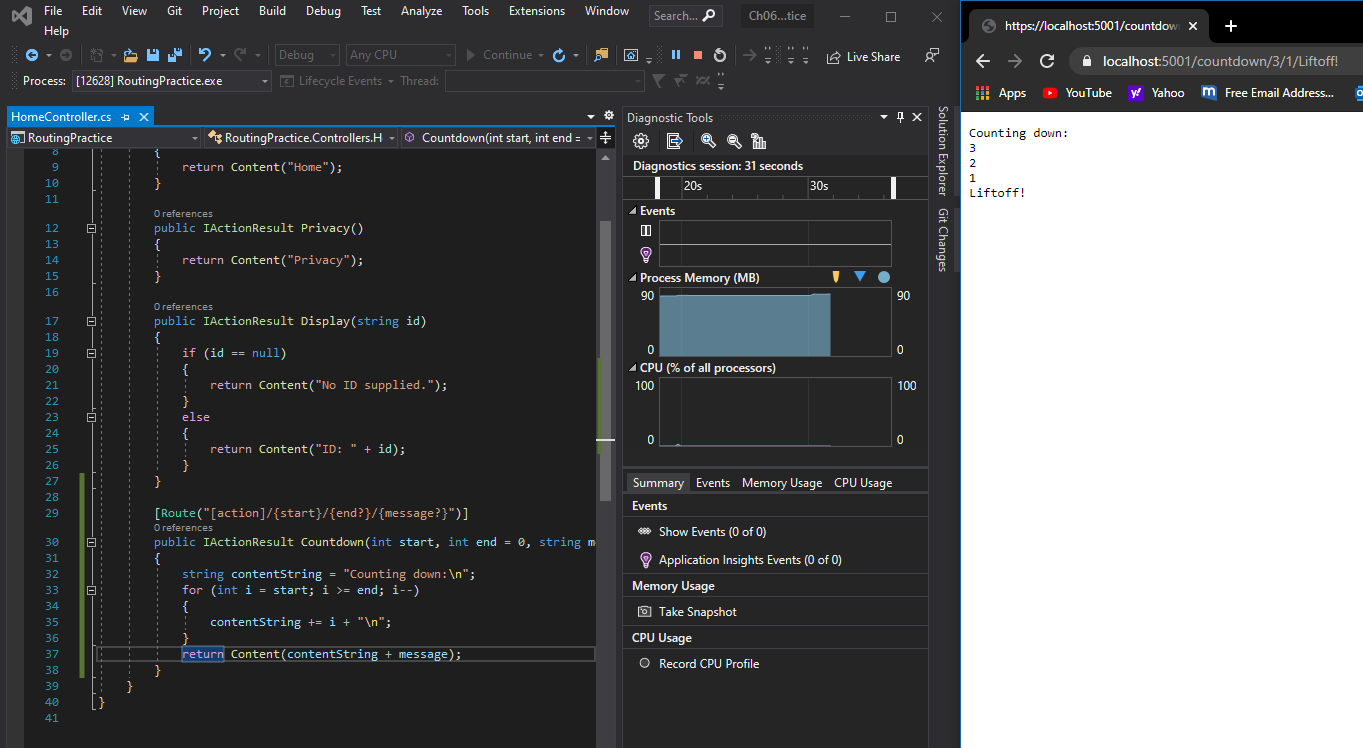 File Edit View Git Project Build Debug Test Analyze Tools Extensions Window Search... Ch06...tice
Help
Debug Any CPU Continue Live Share
Process: [12628] RoutingPractice.exe Lifecycle Events Thread:
HomeController.cs
RoutingPractice RoutingPractice.Controllers.H Countdown(int start, int end =
8 {
9 return Content("Home");
10 }
11
0 references
12 public IActionResult Privacy()
13 {
14 return Content("Privacy");
15 }
16
0 references
17 public IActionResult Display(string id)
18 {
19 if (id == null)
20 {
21 return Content("No ID supplied.");
22 }
23 else
24 {
25 return Content("ID: " + id);
26 }
27 }
28
29 [Route("[action]/{start}/{end?}/{message?}")]
0 references
30 public IActionResult Countdown(int start, int end = 0, string m
31 {
32 string contentString = "Counting down:\n";
33 for (int i = start; i >= end; i--)
34 {
35 contentString += i + "\n";
36 }
37 return Content(contentString + message);
38 }
39 }
40 }
41
Diagnostic Tools
Diagnostics session: 31 seconds
20s 30s
Events
Process Memory (MB)
90 90
0 0
CPU (% of all processors)
100 100
0 0
Summary Events Memory Usage CPU Usage
Events
Show Events (0 of 0)
Application Insights Events (0 of 0)
Memory Usage
Take Snapshot
CPU Usage
Record CPU Profile
Solution Explorer
Git Changes
https://localhost:5001/countdow
localhost:5001/countdown/3/1/Liftoff!
Apps YouTube Yahoo Free Email Address...
Counting down:
3
2
1
Liftoff!